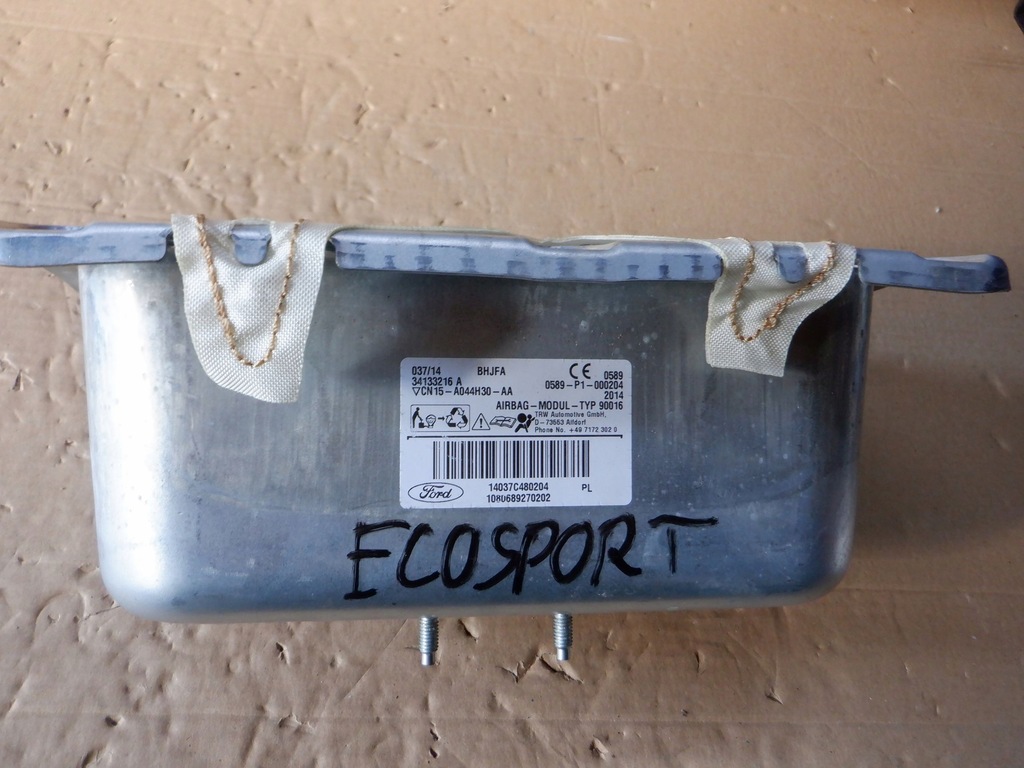 037/14 BHJFA CE 0589
34133216 A 0589-P1-000204
▽CN15-A044H30-AA 2014
AIRBAG-MODUL-TYP 90016
TRW Automotive GmbH,
D-73553 Alfdorf
Phone No. +49 7172 302 0
Ford 14037C480204 PL
1080689270202
ECOSPORT